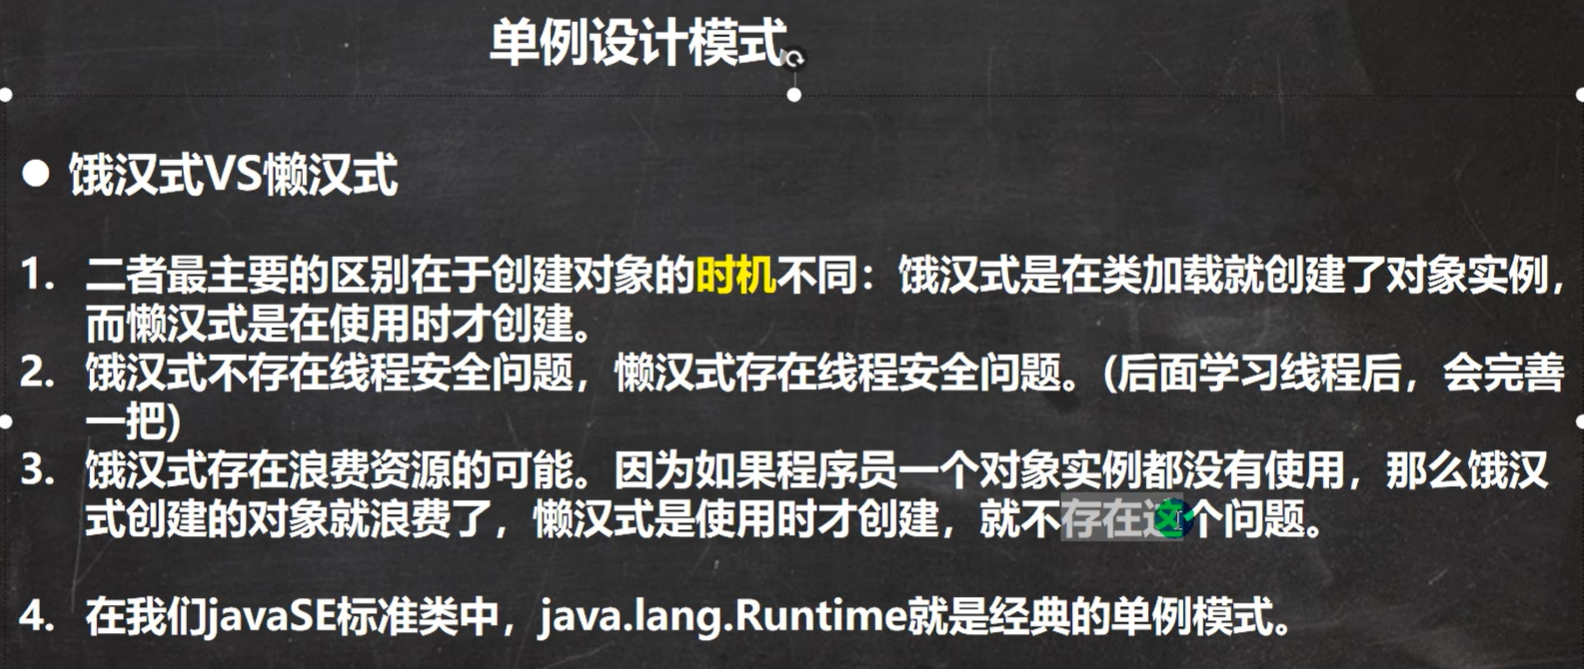 单例设计模式
● 饿汉式VS懒汉式
1. 二者最主要的区别在于创建对象的时机不同：饿汉式是在类加载就创建了对象实例，
而懒汉式是在使用时才创建。
2. 饿汉式不存在线程安全问题，懒汉式存在线程安全问题。(后面学习线程后，会完善
一把)
3. 饿汉式存在浪费资源的可能。因为如果程序员一个对象实例都没有使用，那么饿汉
式创建的对象就浪费了，懒汉式是使用时才创建，就不存在这个问题。
4. 在我们javaSE标准类中，java.lang.Runtime就是经典的单例模式。